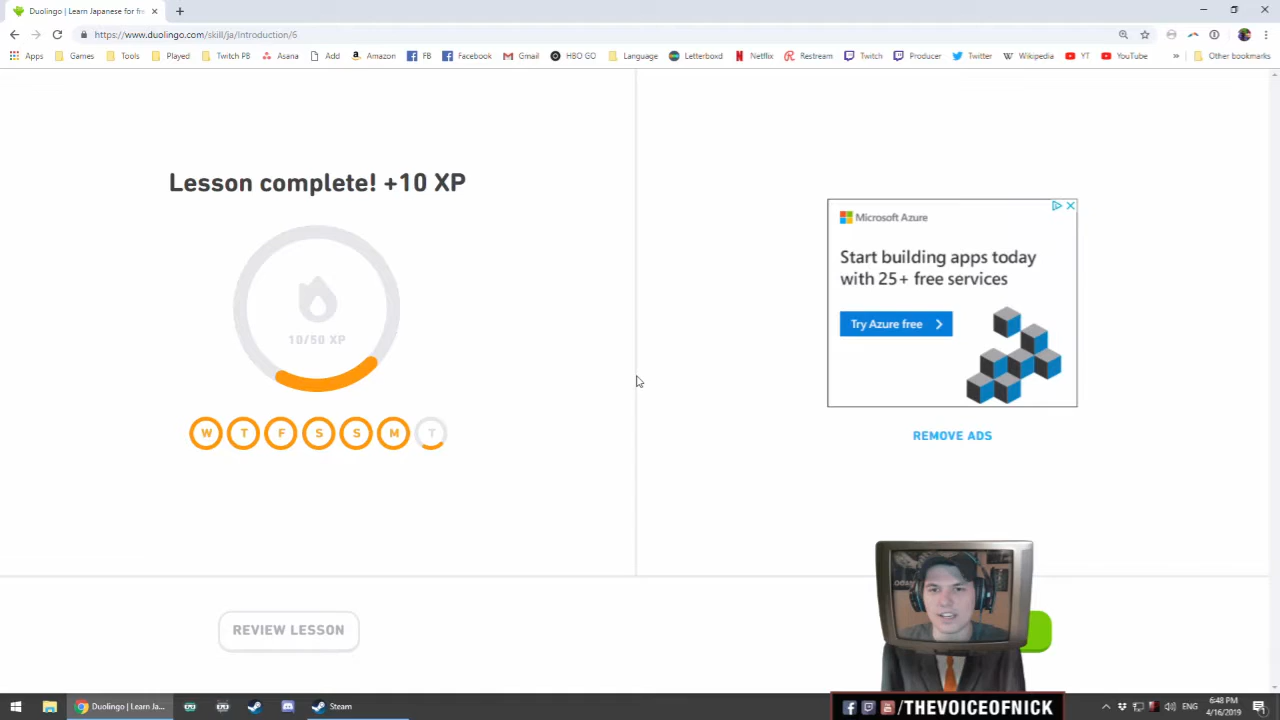 Duolingo | Learn Japanese for fr
https://www.duolingo.com/skill/ja/Introduction/6
Apps Games Tools Played Twitch PB Asana Add Amazon FB Facebook Gmail HBO GO Language Letterboxd Netflix Restream Twitch Producer Twitter Wikipedia YT YouTube » Other bookmarks
Lesson complete! +10 XP
10/50 XP
W T F S S M T
Microsoft Azure
Start building apps today
with 25+ free services
Try Azure free
REMOVE ADS
REVIEW LESSON
Duolingo | Learn Ja...
Steam
/THEVOICEOFNICK
ENG
6:48 PM
4/16/2019